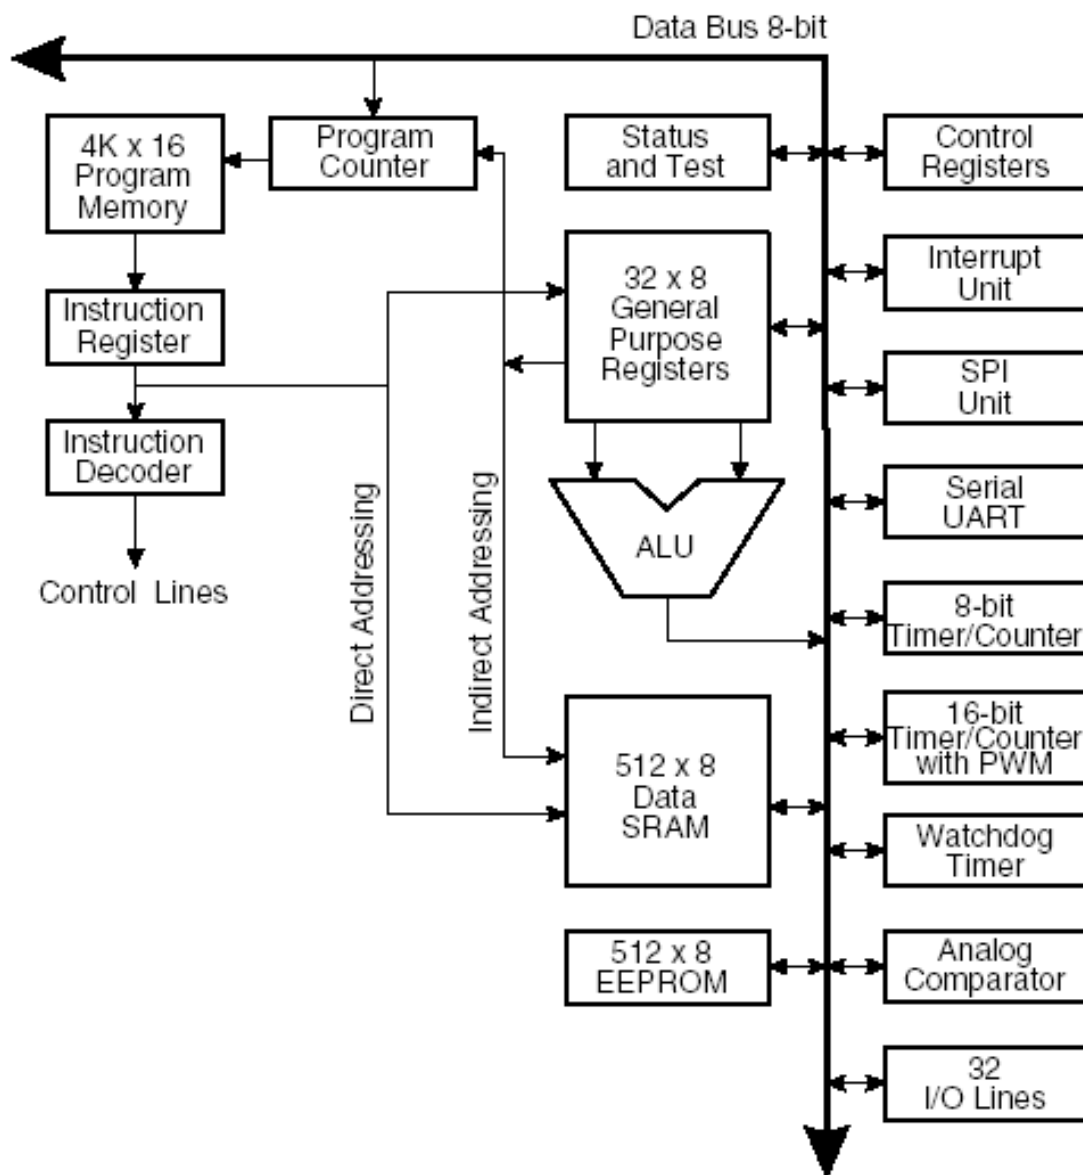 Data Bus 8-bit
4K x 16
Program
Memory
Program
Counter
Status
and Test
Control
Registers
Instruction
Register
32 x 8
General
Purpose
Registers
Interrupt
Unit
SPI
Unit
Instruction
Decoder
Control Lines
Direct Addressing
Indirect Addressing
ALU
Serial
UART
8-bit
Timer/Counter
16-bit
Timer/Counter
with PWM
512 x 8
Data
SRAM
Watchdog
Timer
512 x 8
EEPROM
Analog
Comparator
32
I/O Lines